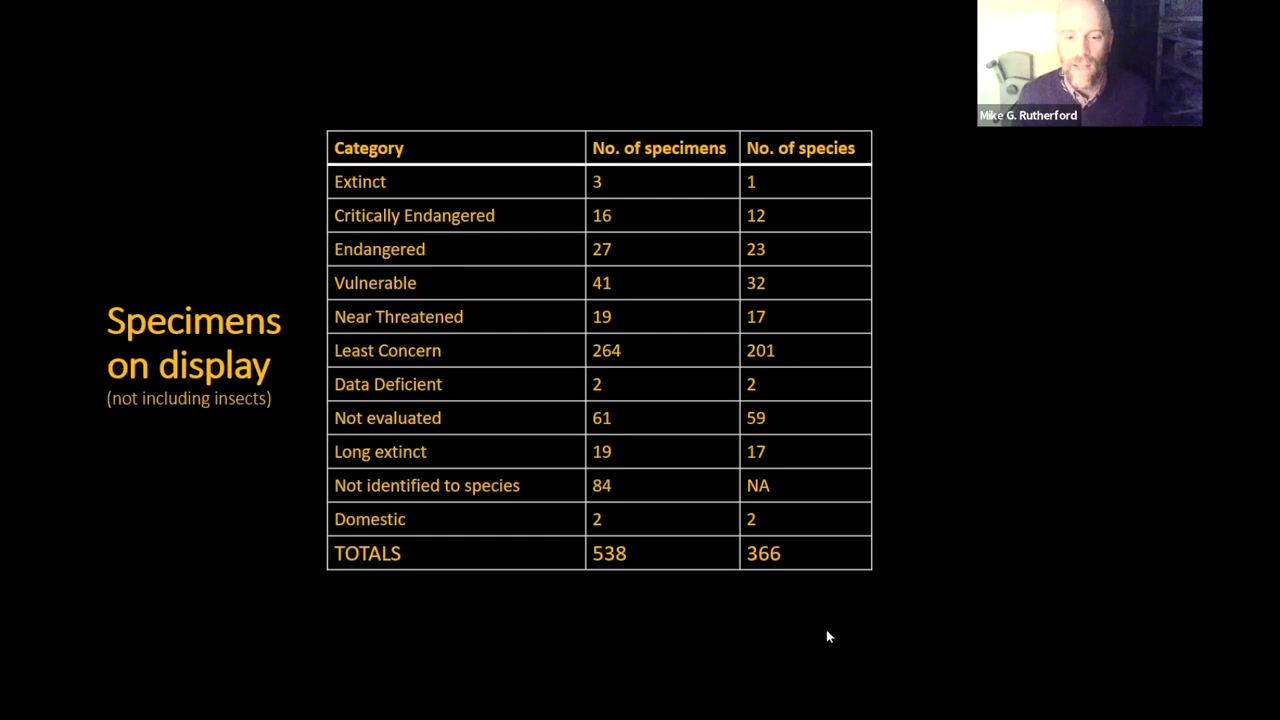 Mike G. Rutherford
Category No. of specimens No. of species
Extinct 3 1
Critically Endangered 16 12
Endangered 27 23
Vulnerable 41 32
Near Threatened 19 17
Least Concern 264 201
Data Deficient 2 2
Not evaluated 61 59
Long extinct 19 17
Not identified to species 84 NA
Domestic 2 2
TOTALS 538 366
Specimens
on display
(not including insects)